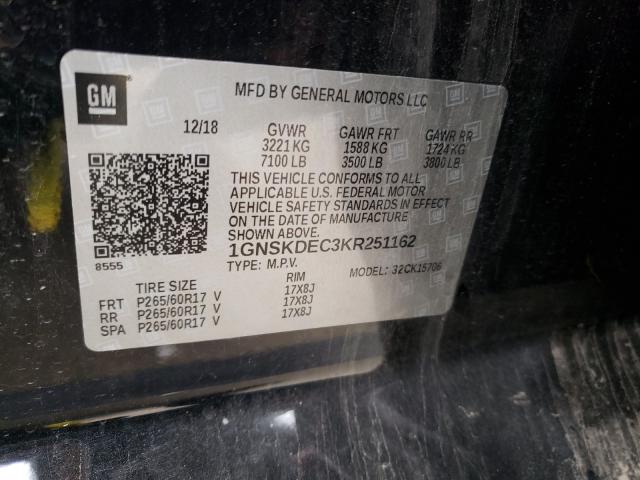 GM
MFD BY GENERAL MOTORS LLC
12/18 GVWR GAWR FRT GAWR RR
3221 KG 1588 KG 1724 KG
7100 LB 3500 LB 3800 LB
THIS VEHICLE CONFORMS TO ALL
APPLICABLE U.S. FEDERAL MOTOR
VEHICLE SAFETY STANDARDS IN EFFECT
ON THE DATE OF MANUFACTURE
SHOWN ABOVE.
1GNSKDEC3KR251162
8555 TYPE: M.P.V. MODEL: 32CK15706
TIRE SIZE RIM
FRT P265/60R17 V 17X8J
RR P265/60R17 V 17X8J
SPA P265/60R17 V 17X8J